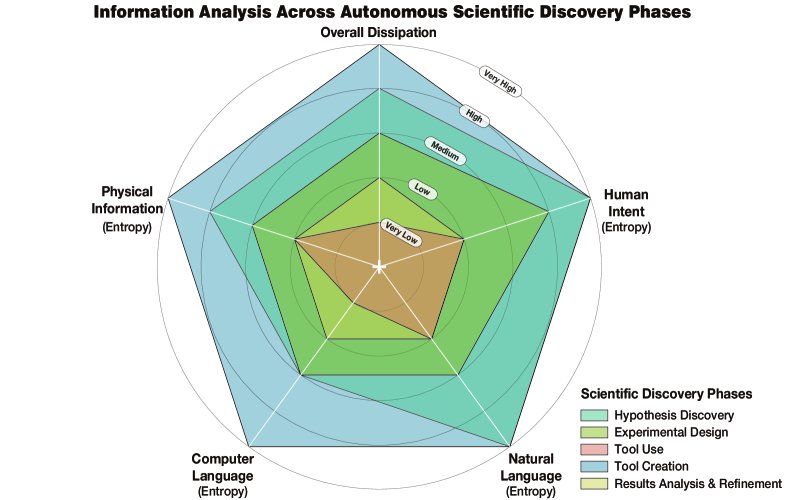 Information Analysis Across Autonomous Scientific Discovery Phases
Overall Dissipation
Very High
High
Medium
Low
Very Low
Physical
Information
(Entropy)
Human
Intent
(Entropy)
Computer
Language
(Entropy)
Natural
Language
(Entropy)
Scientific Discovery Phases
Hypothesis Discovery
Experimental Design
Tool Use
Tool Creation
Results Analysis & Refinement